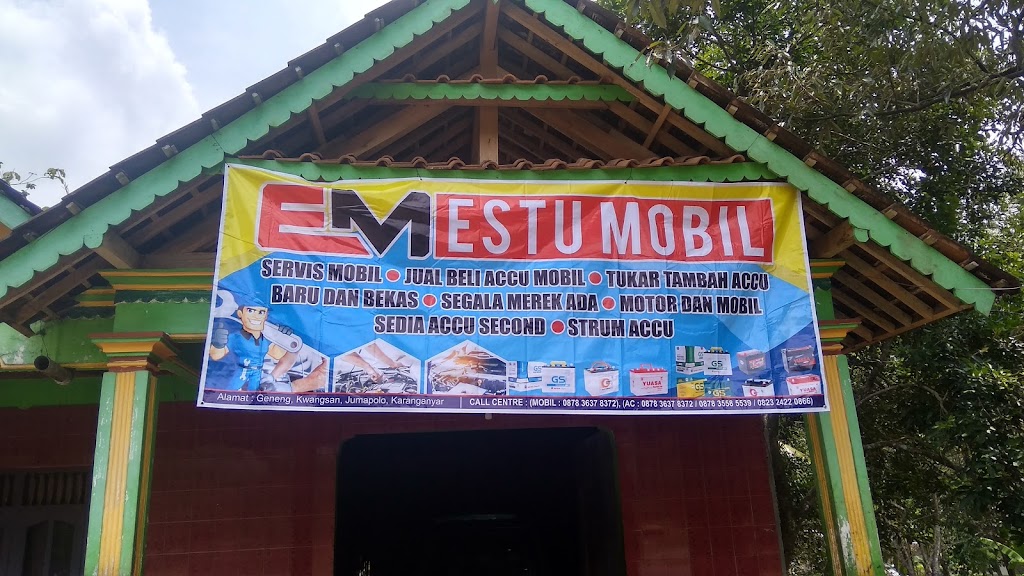 EM ESTU MOBIL
SERVIS MOBIL • JUAL BELI ACCU MOBIL • TUKAR TAMBAH ACCU
BARU DAN BEKAS • SEGALA MEREK ADA • MOTOR DAN MOBIL
SEDIA ACCU SECOND • STRUM ACCU
GS
G
YUASA
GS
G
YUASA
Alamat : Geneng, Kwangsan, Jumapolo, Karanganyar | CALL CENTRE : (MOBIL : 0878 3637 8372), (AC : 0878 3637 8372 / 0878 3558 5539 / 0823 2422 0866)